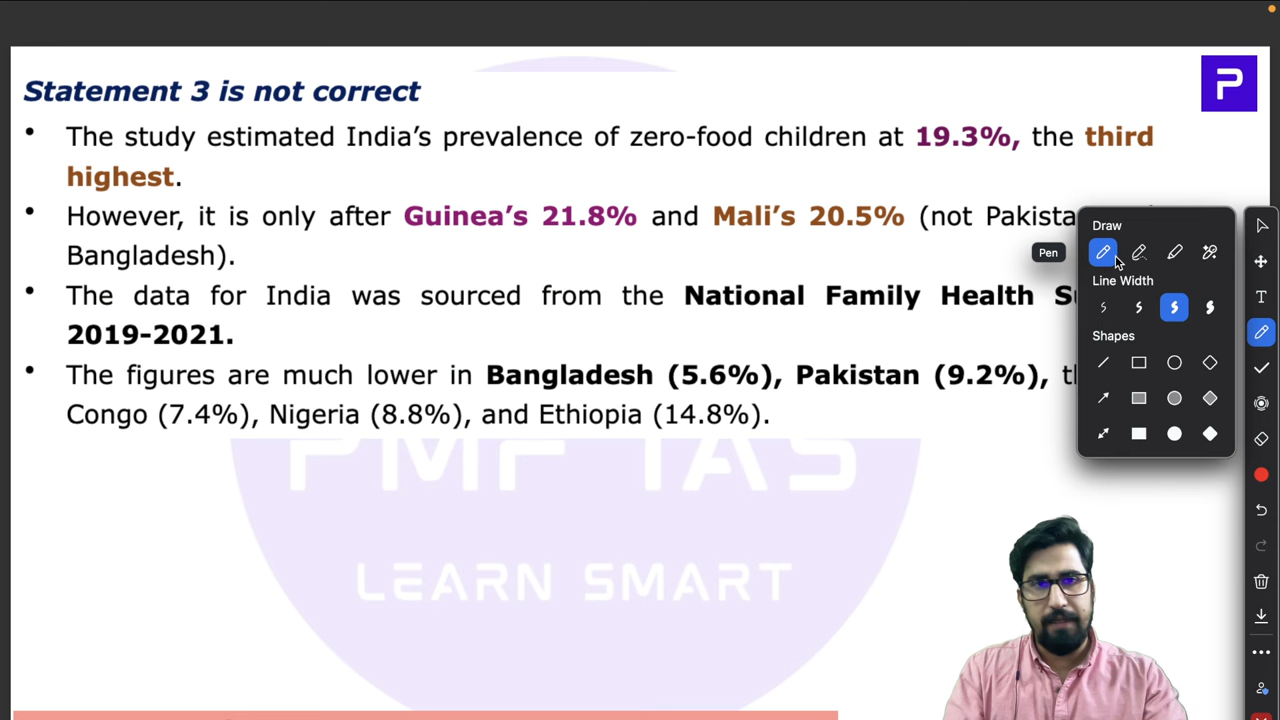 Statement 3 is not correct
P
• The study estimated India’s prevalence of zero-food children at 19.3%, the third
highest.
• However, it is only after Guinea’s 21.8% and Mali’s 20.5% (not
Bangladesh).
• The data for India was sourced from the National Family Health
2019-2021.
• The figures are much lower in Bangladesh (5.6%), Pakistan (9.2%),
Congo (7.4%), Nigeria (8.8%), and Ethiopia (14.8%).
Draw
Pen
Line Width
Shapes
PMF IAS
LEARN SMART